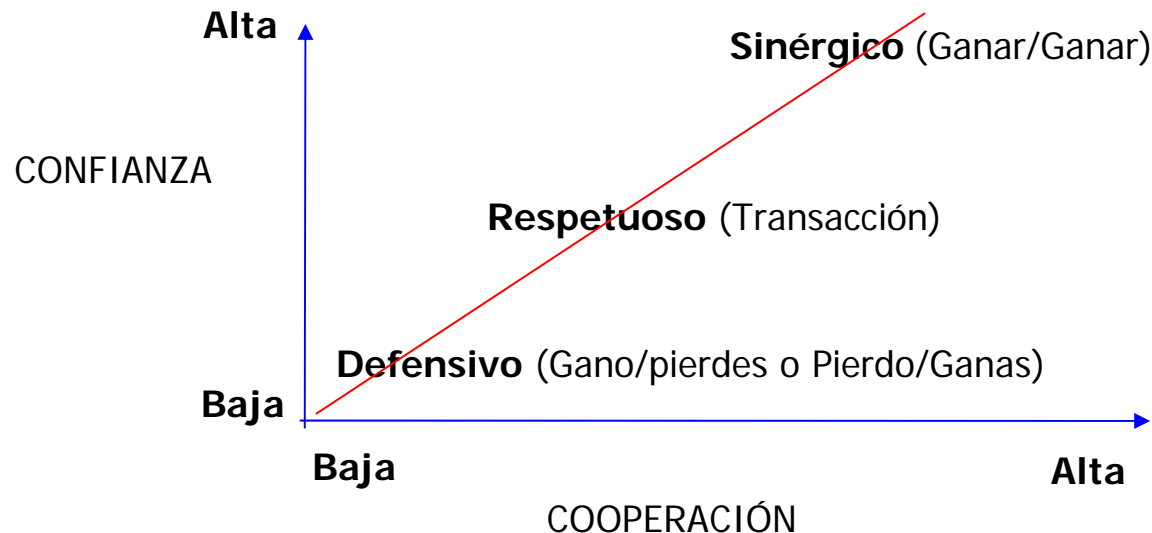 Alta
Sinérgico (Ganar/Ganar)
CONFIANZA
Respetuoso (Transacción)
Defensivo (Gano/pierdes o Pierdo/Ganas)
Baja
Baja
Alta
COOPERACIÓN